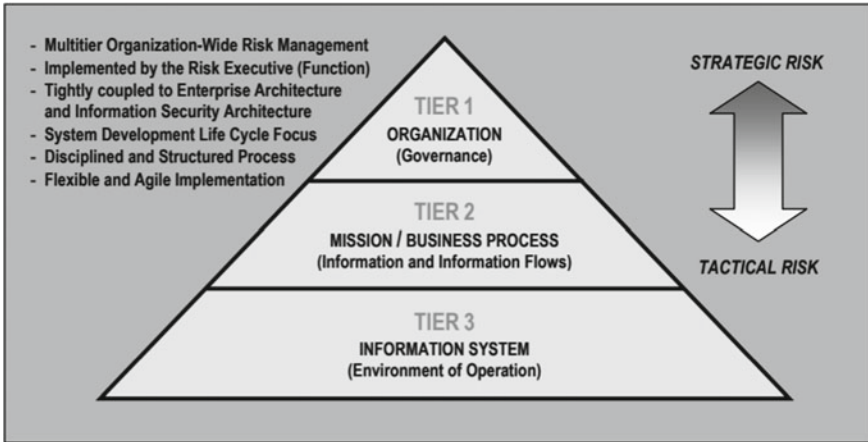 - Multitier Organization-Wide Risk Management
- Implemented by the Risk Executive (Function)
- Tightly coupled to Enterprise Architecture
and Information Security Architecture
- System Development Life Cycle Focus
- Disciplined and Structured Process
- Flexible and Agile Implementation
TIER 1
ORGANIZATION
(Governance)
TIER 2
MISSION / BUSINESS PROCESS
(Information and Information Flows)
TIER 3
INFORMATION SYSTEM
(Environment of Operation)
STRATEGIC RISK
TACTICAL RISK